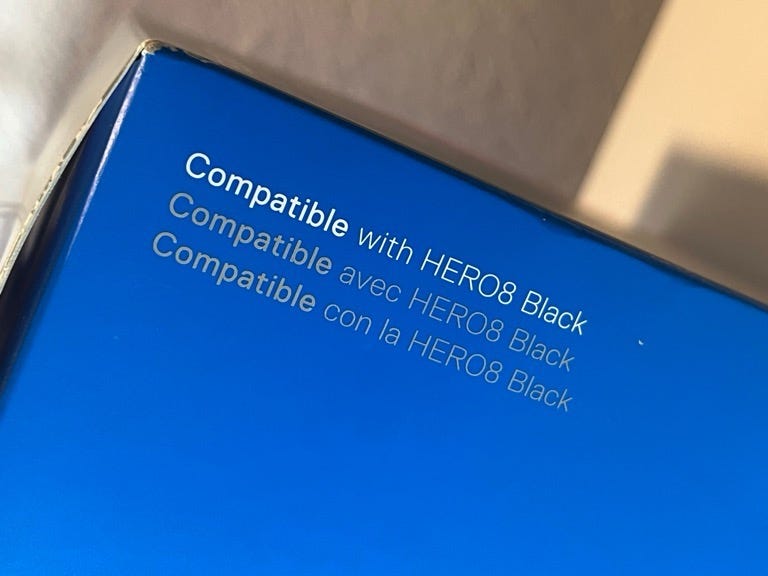 Compatible with HERO8 Black
Compatible avec HERO8 Black
Compatible con la HERO8 Black